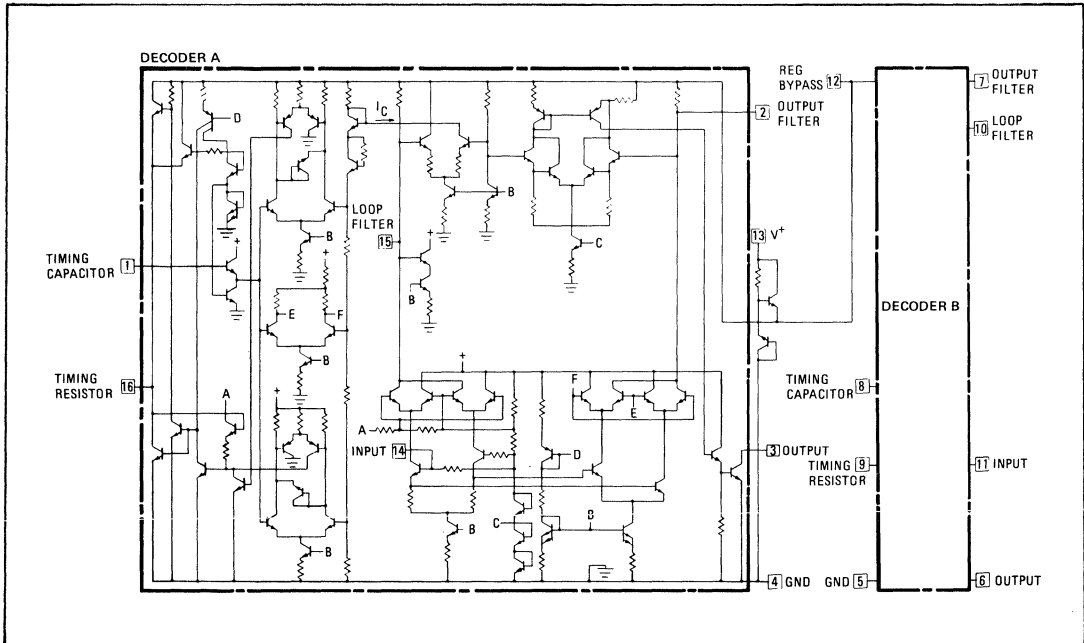 DECODER A
REG
BYPASS 12
7 OUTPUT
FILTER
D
IC
2 OUTPUT
FILTER
10 LOOP
FILTER
B
LOOP
FILTER
15
+
B
+
C
13 V+
TIMING
CAPACITOR 1
+
B
DECODER B
E
F
B
TIMING
RESISTOR 16
+
+
F
E
TIMING
CAPACITOR 8
A
A
INPUT 14
D
3 OUTPUT
TIMING 9
RESISTOR
11 INPUT
B
C
B
B
4 GND
GND 5
6 OUTPUT